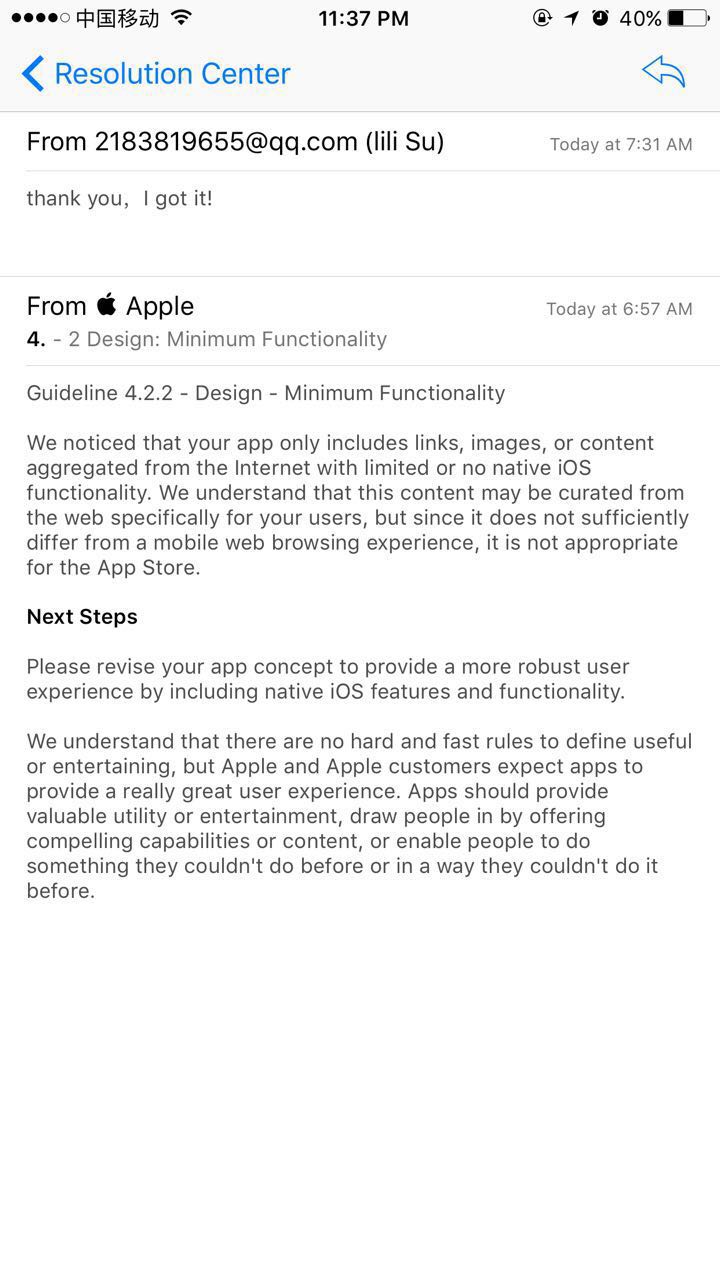 中国移动 11:37 PM 40%
Resolution Center
From 2183819655@qq.com (lili Su) Today at 7:31 AM
thank you，I got it!
From Apple Today at 6:57 AM
4. - 2 Design: Minimum Functionality
Guideline 4.2.2 - Design - Minimum Functionality
We noticed that your app only includes links, images, or content
aggregated from the Internet with limited or no native iOS
functionality. We understand that this content may be curated from
the web specifically for your users, but since it does not sufficiently
differ from a mobile web browsing experience, it is not appropriate
for the App Store.
Next Steps
Please revise your app concept to provide a more robust user
experience by including native iOS features and functionality.
We understand that there are no hard and fast rules to define useful
or entertaining, but Apple and Apple customers expect apps to
provide a really great user experience. Apps should provide
valuable utility or entertainment, draw people in by offering
compelling capabilities or content, or enable people to do
something they couldn't do before or in a way they couldn't do it
before.